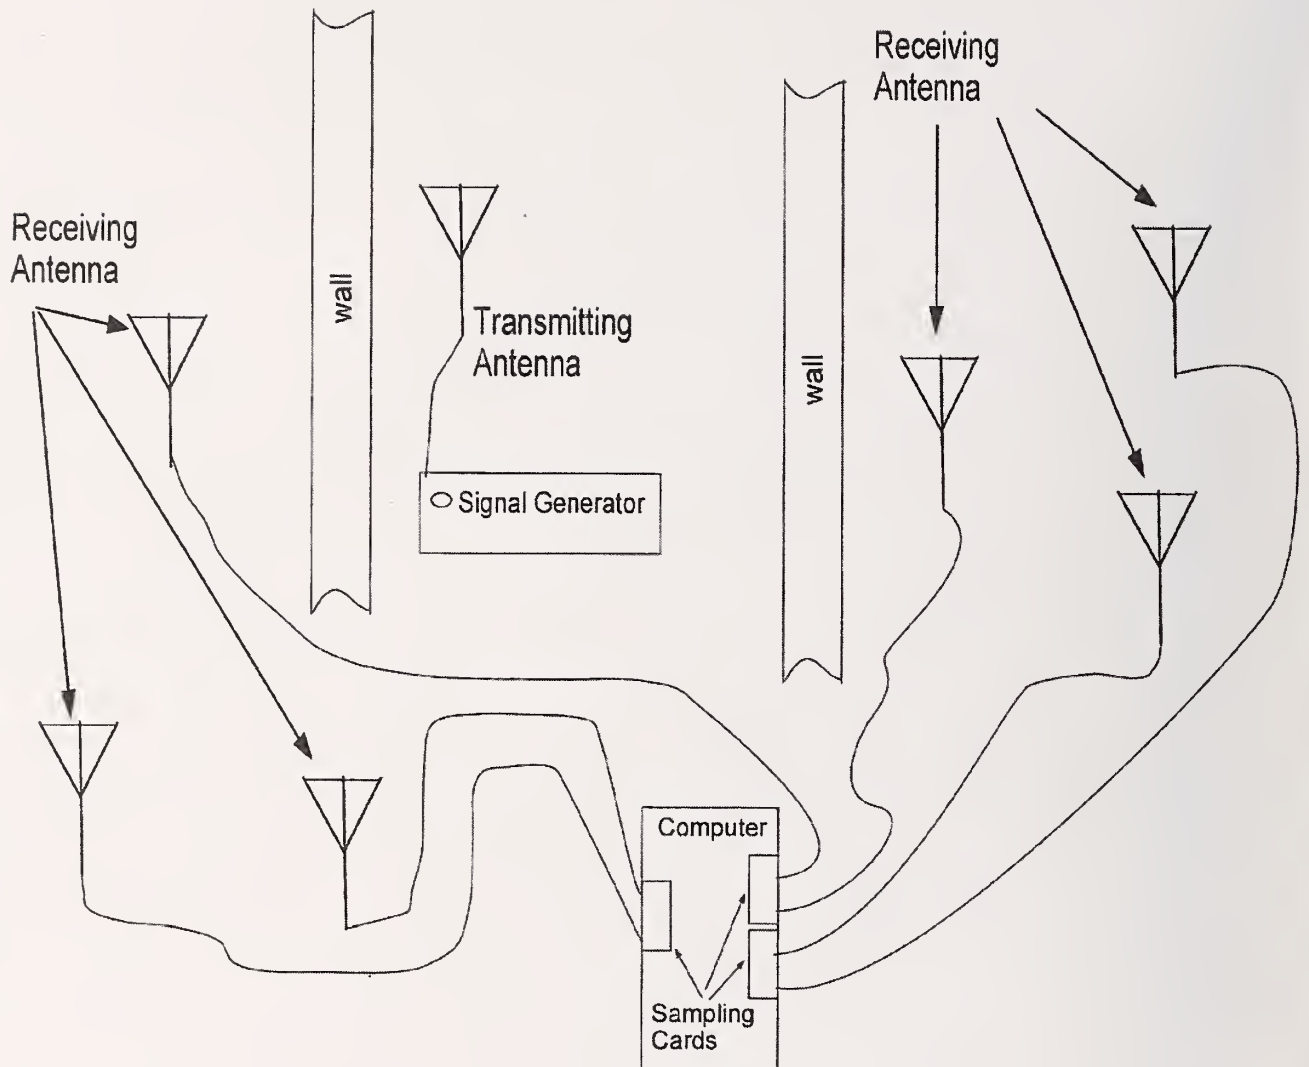 Receiving
Antenna
Receiving
Antenna
wall
Transmitting
Antenna
wall
Signal Generator
Computer
Sampling
Cards